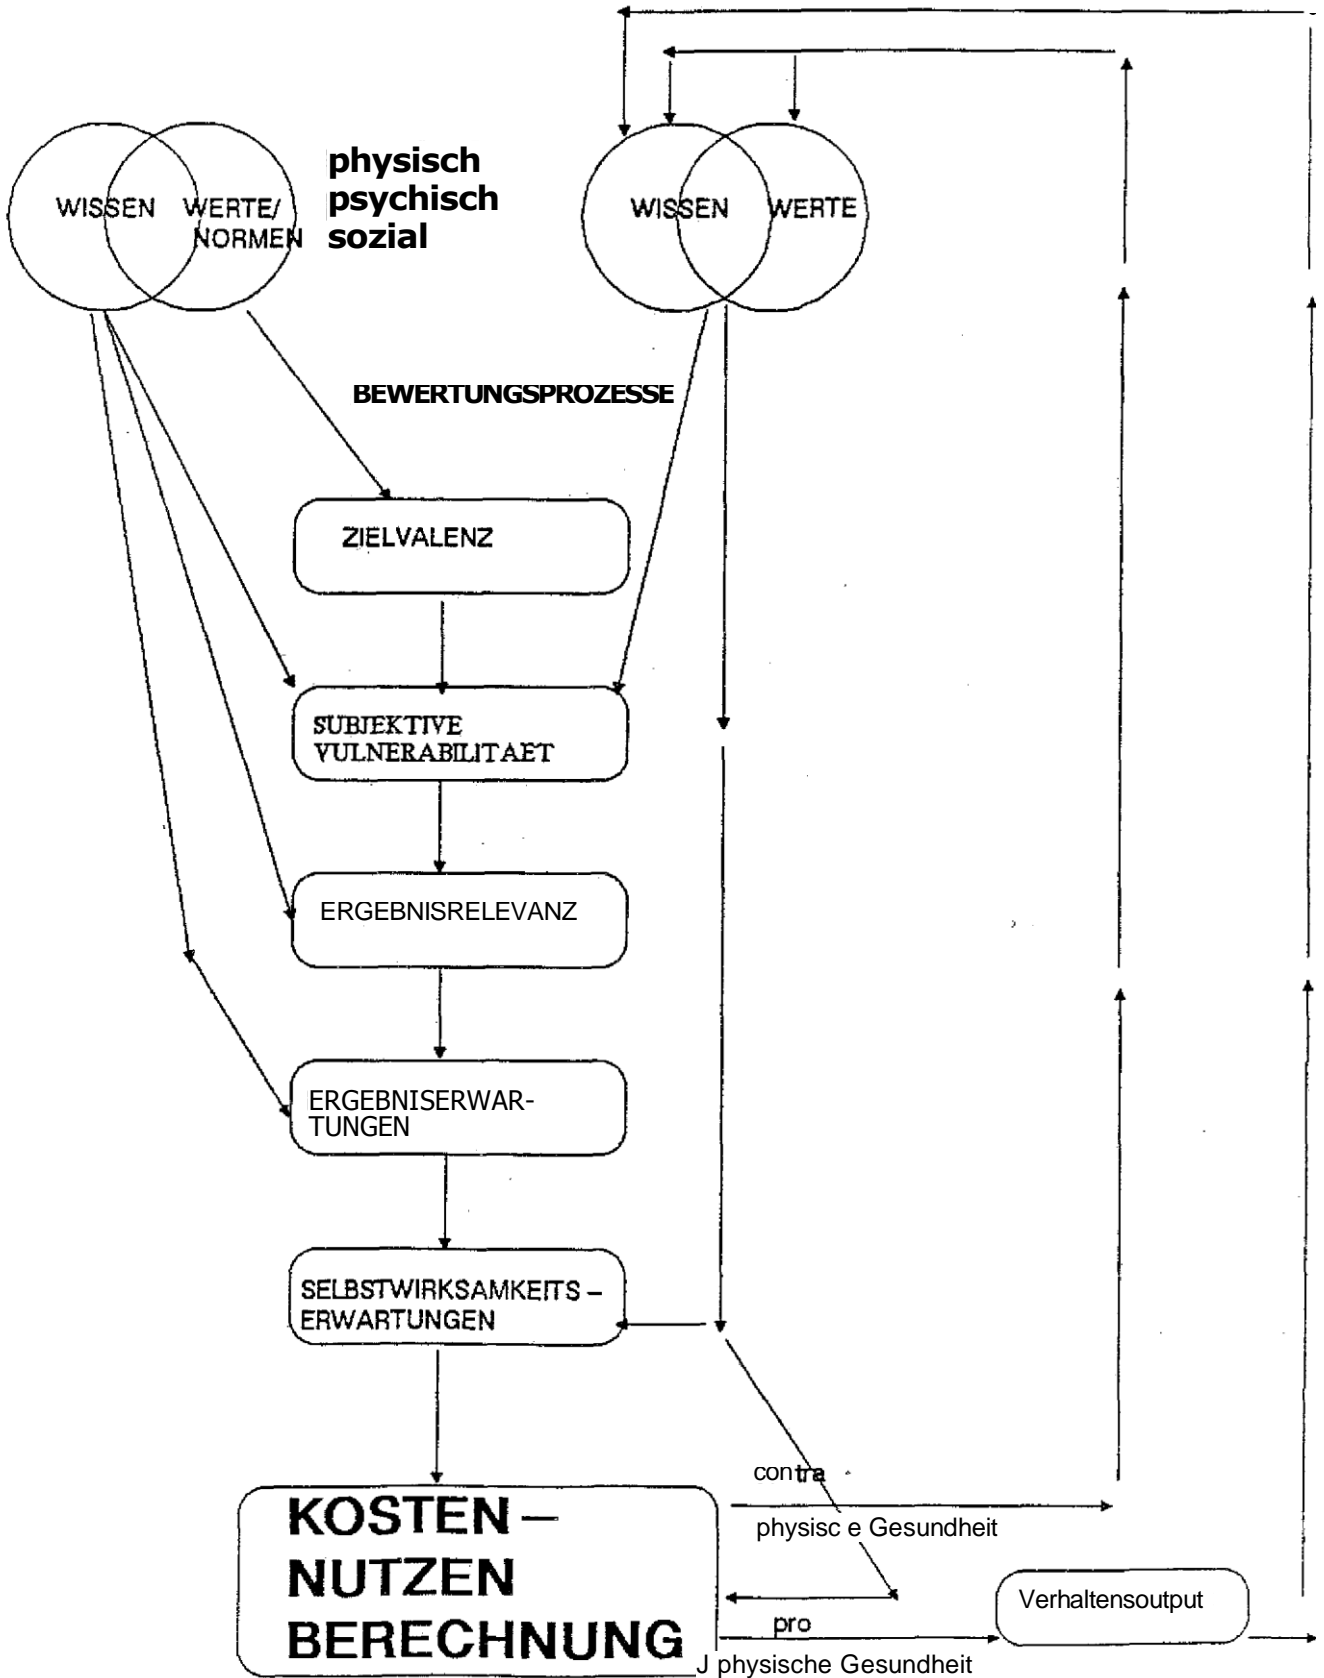 physisch
psychisch
sozial
WISSEN WERTE/
NORMEN
WISSEN WERTE
BEWERTUNGSPROZESSE
ZIELVALENZ
SUBJEKTIVE
VULNERABILITAET
ERGEBNISRELEVANZ
ERGEBNISERWAR-
TUNGEN
SELBSTWIRKSAMKEITS –
ERWARTUNGEN
contra
physisc e Gesundheit
KOSTEN –
NUTZEN
BERECHNUNG
Verhaltensoutput
pro
J physische Gesundheit